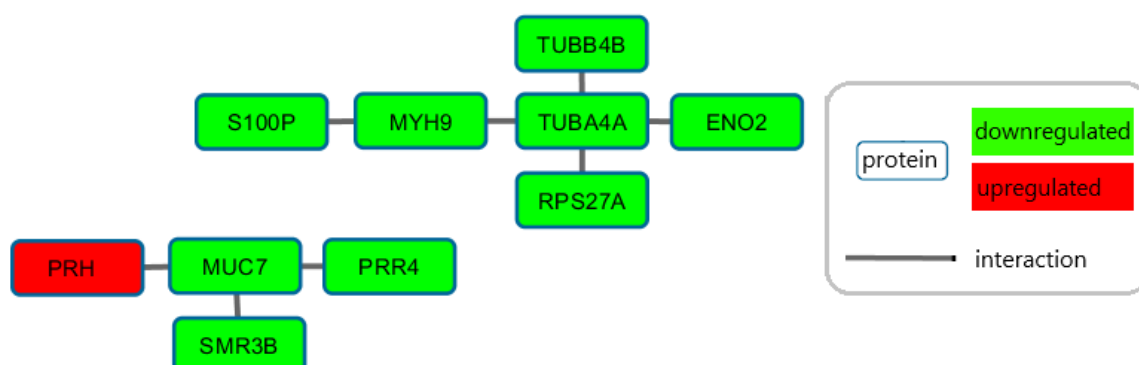 TUBB4B
S100P
MYH9
TUBA4A
ENO2
RPS27A
PRH
MUC7
PRR4
SMR3B
protein
downregulated
upregulated
interaction